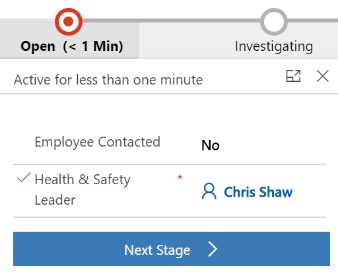 Open (< 1 Min)
Investigating
Active for less than one minute
Employee Contacted
No
Health & Safety
Leader
*
Chris Shaw
Next Stage